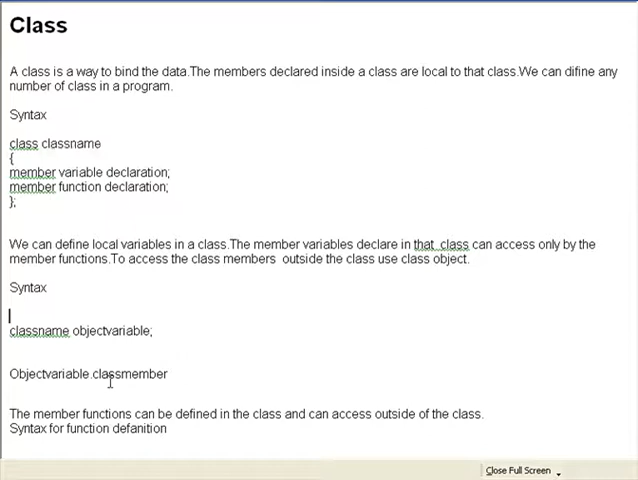 Class
A class is a way to bind the data.The members declared inside a class are local to that class.We can difine any
number of class in a program.
Syntax
class classname
{
member variable declaration;
member function declaration;
};
We can define local variables in a class.The member variables declare in that  class can access only by the
member functions.To access the class members  outside the class use class object.
Syntax
classname objectvariable;
Objectvariable.classmember
The member functions can be defined in the class and can access outside of the class.
Syntax for function defanition
Close Full Screen